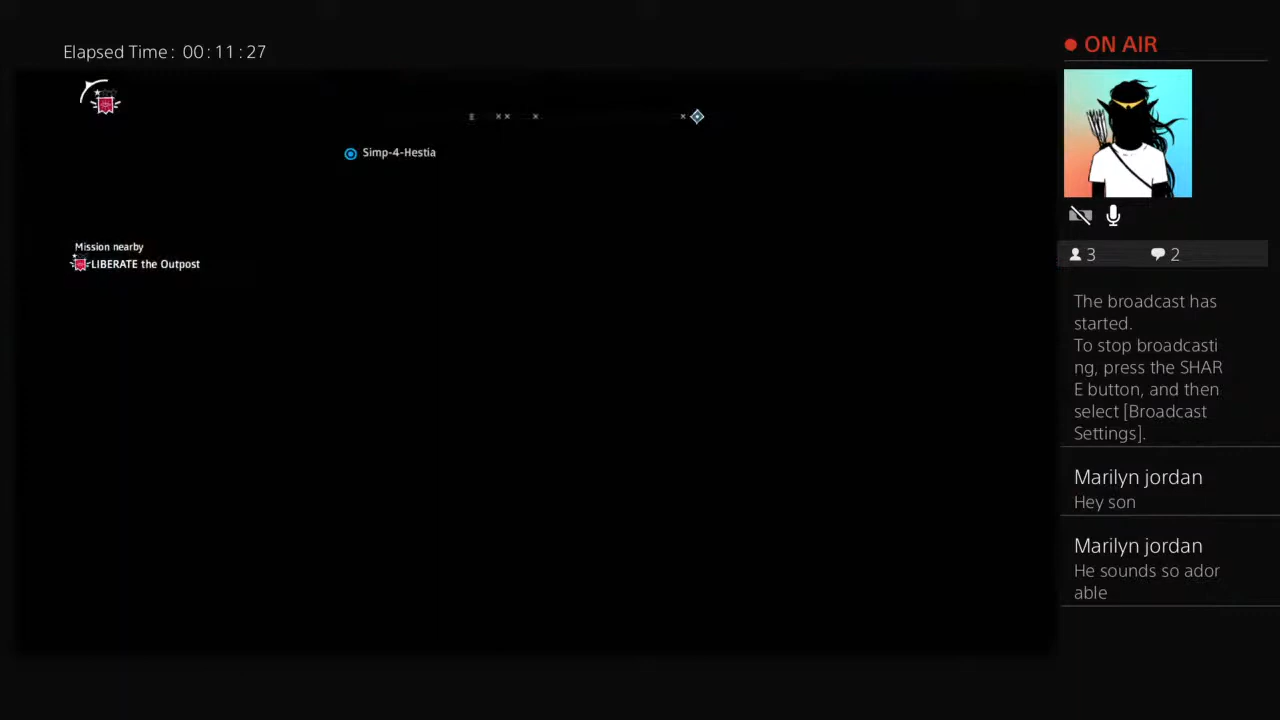 Elapsed Time: 00:11:27
ON AIR
E
Simp-4-Hestia
3
2
Mission nearby
LIBERATE the Outpost
The broadcast has
started.
To stop broadcasti
ng, press the SHAR
E button, and then
select [Broadcast
Settings].
Marilyn jordan
Hey son
Marilyn jordan
He sounds so ador
able